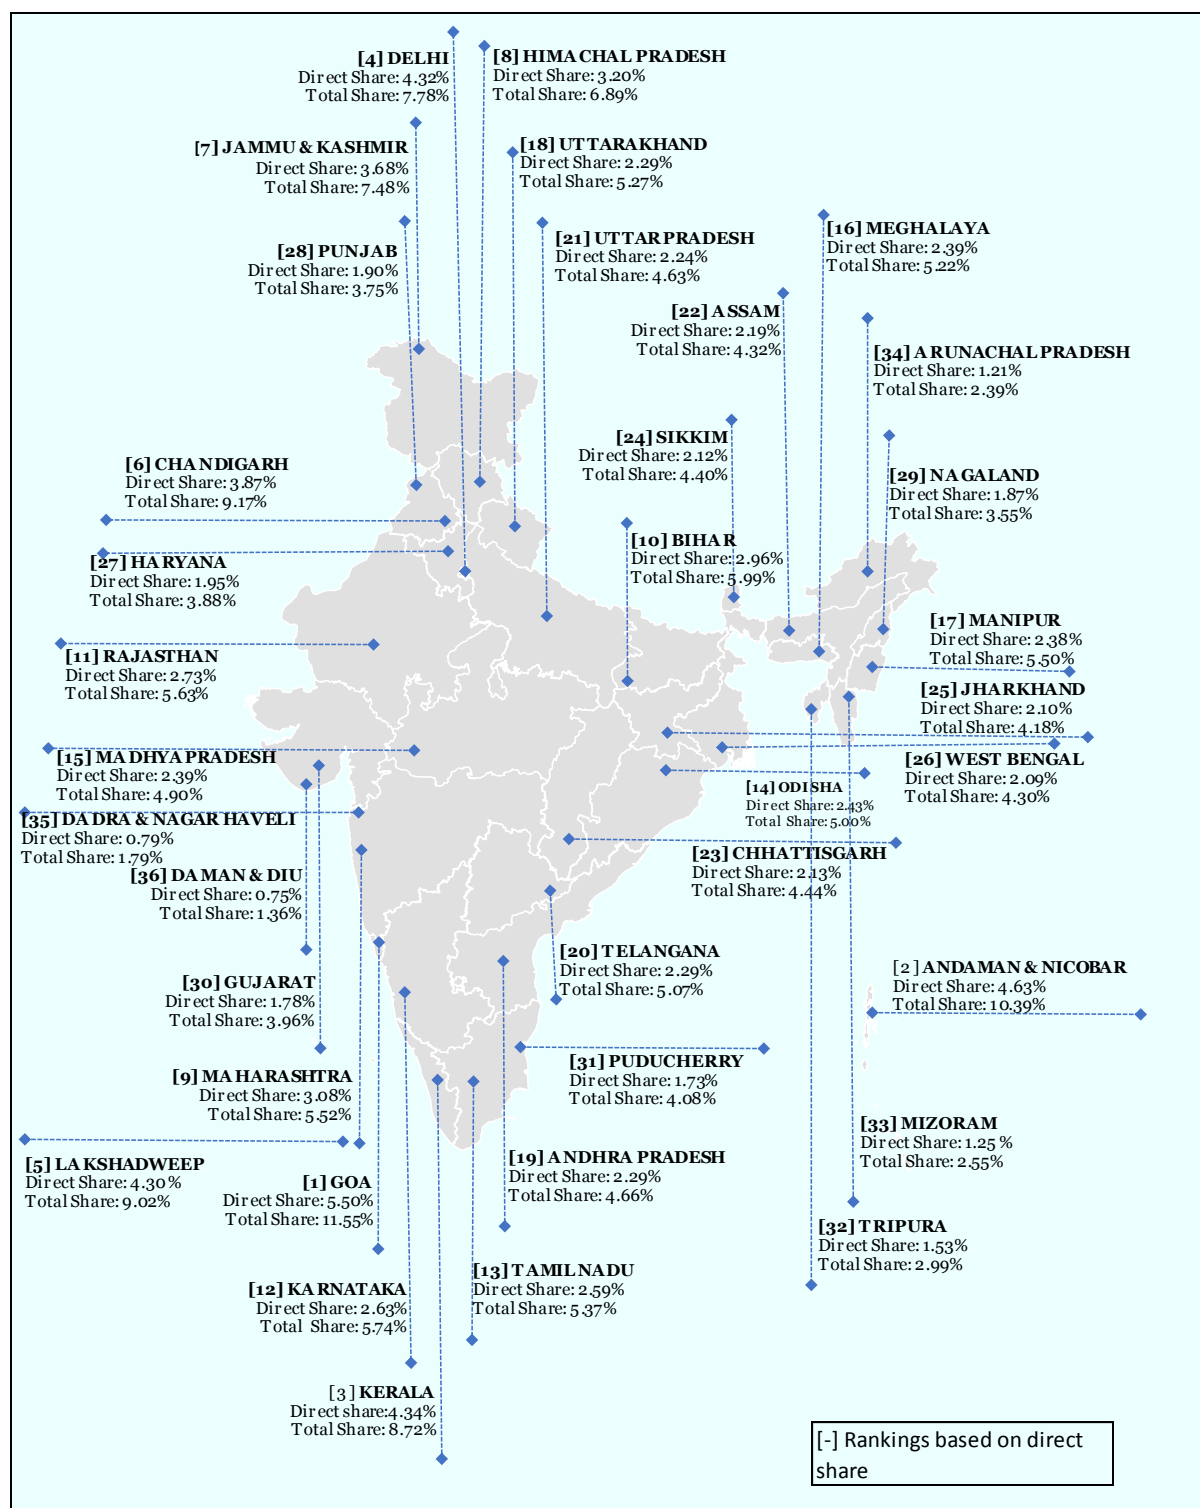 [4] DELHI
Direct Share: 4.32%
Total Share: 7.78%
[8] HIMACHAL PRADESH
Direct Share: 3.20%
Total Share: 6.89%
[7] JAMMU & KASHMIR
Direct Share: 3.68%
Total Share: 7.48%
[18] UTTARAKHAND
Direct Share: 2.29%
Total Share: 5.27%
[28] PUNJAB
Direct Share: 1.90%
Total Share: 3.75%
[21] UTTAR PRADESH
Direct Share: 2.24%
Total Share: 4.63%
[16] MEGHALAYA
Direct Share: 2.39%
Total Share: 5.22%
[22] ASSAM
Direct Share: 2.19%
Total Share: 4.32%
[34] ARUNACHAL PRADESH
Direct Share: 1.21%
Total Share: 2.39%
[24] SIKKIM
Direct Share: 2.12%
Total Share: 4.40%
[6] CHANDIGARH
Direct Share: 3.87%
Total Share: 9.17%
[29] NAGALAND
Direct Share: 1.87%
Total Share: 3.55%
[10] BIHAR
Direct Share: 2.96%
Total Share: 5.99%
[27] HARYANA
Direct Share: 1.95%
Total Share: 3.88%
[17] MANIPUR
Direct Share: 2.38%
Total Share: 5.50%
[11] RAJASTHAN
Direct Share: 2.73%
Total Share: 5.63%
[25] JHARKHAND
Direct Share: 2.10%
Total Share: 4.18%
[15] MADHYA PRADESH
Direct Share: 2.39%
Total Share: 4.90%
[26] WEST BENGAL
Direct Share: 2.09%
Total Share: 4.30%
[14] ODISHA
Direct Share: 2.43%
Total Share: 5.00%
[35] DADRA & NAGAR HAVELI
Direct Share: 0.79%
Total Share: 1.79%
[23] CHHATTISGARH
Direct Share: 2.13%
Total Share: 4.44%
[36] DAMAN & DIU
Direct Share: 0.75%
Total Share: 1.36%
[20] TELANGANA
Direct Share: 2.29%
Total Share: 5.07%
[2] ANDAMAN & NICOBAR
Direct Share: 4.63%
Total Share: 10.39%
[30] GUJARAT
Direct Share: 1.78%
Total Share: 3.96%
[31] PUDUCHERRY
Direct Share: 1.73%
Total Share: 4.08%
[9] MAHARASHTRA
Direct Share: 3.08%
Total Share: 5.52%
[33] MIZORAM
Direct Share: 1.25 %
Total Share: 2.55%
[5] LAKSHADWEEP
Direct Share: 4.30 %
Total Share: 9.02%
[1] GOA
Direct Share: 5.50%
Total Share: 11.55%
[19] ANDHRA PRADESH
Direct Share: 2.29%
Total Share: 4.66%
[32] TRIPURA
Direct Share: 1.53%
Total Share: 2.99%
[12] KARNATAKA
Direct Share: 2.63%
Total Share: 5.74%
[13] TAMIL NADU
Direct Share: 2.59%
Total Share: 5.37%
[3] KERALA
Direct share:4.34%
Total Share: 8.72%
[-] Rankings based on direct
share